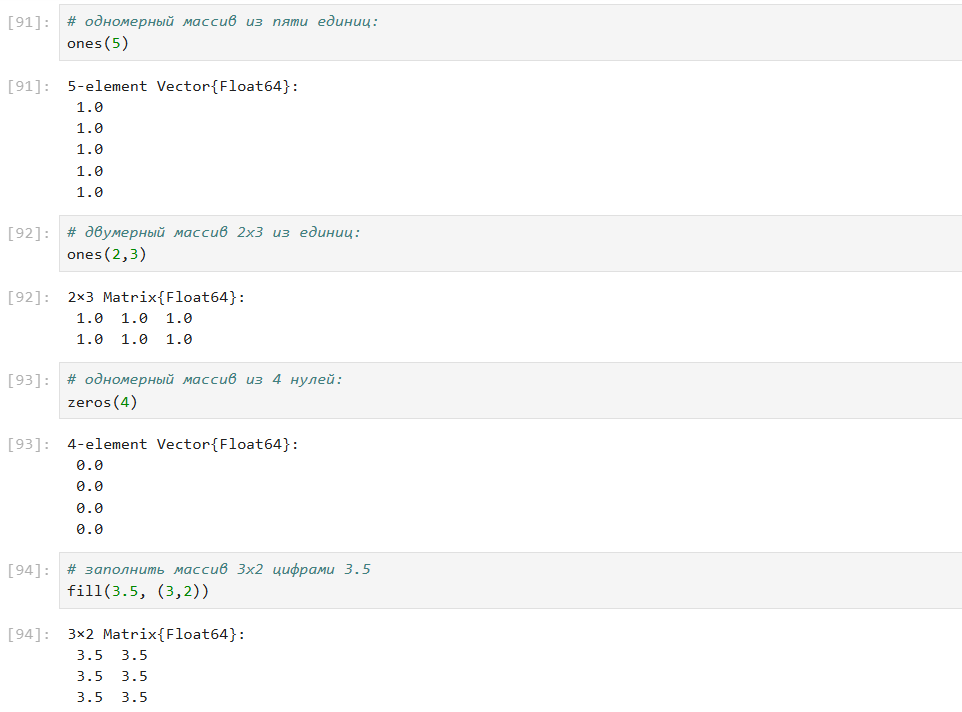 [91]: # одномерный массив из пяти единиц:
ones(5)
[91]: 5-element Vector{Float64}:
1.0
1.0
1.0
1.0
1.0
[92]: # двумерный массив 2x3 из единиц:
ones(2,3)
[92]: 2×3 Matrix{Float64}:
1.0  1.0  1.0
1.0  1.0  1.0
[93]: # одномерный массив из 4 нулей:
zeros(4)
[93]: 4-element Vector{Float64}:
0.0
0.0
0.0
0.0
[94]: # заполнить массив 3x2 цифрами 3.5
fill(3.5, (3,2))
[94]: 3×2 Matrix{Float64}:
3.5  3.5
3.5  3.5
3.5  3.5